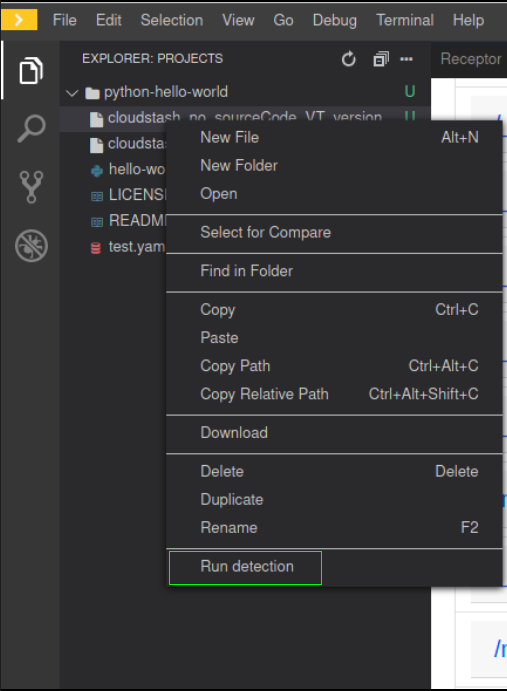 File Edit Selection View Go Debug Terminal Help
EXPLORER: PROJECTS
Receptor
python-hello-world U
cloudstash_no_sourceCode_VT_version U
New File Alt+N
New Folder
Open
LICENS
README
test.yam
Select for Compare
Find in Folder
Copy Ctrl+C
Paste
Copy Path Ctrl+Alt+C
Copy Relative Path Ctrl+Alt+Shift+C
Download
Delete Delete
Duplicate
Rename F2
Run detection
cloudsta
hello-wo